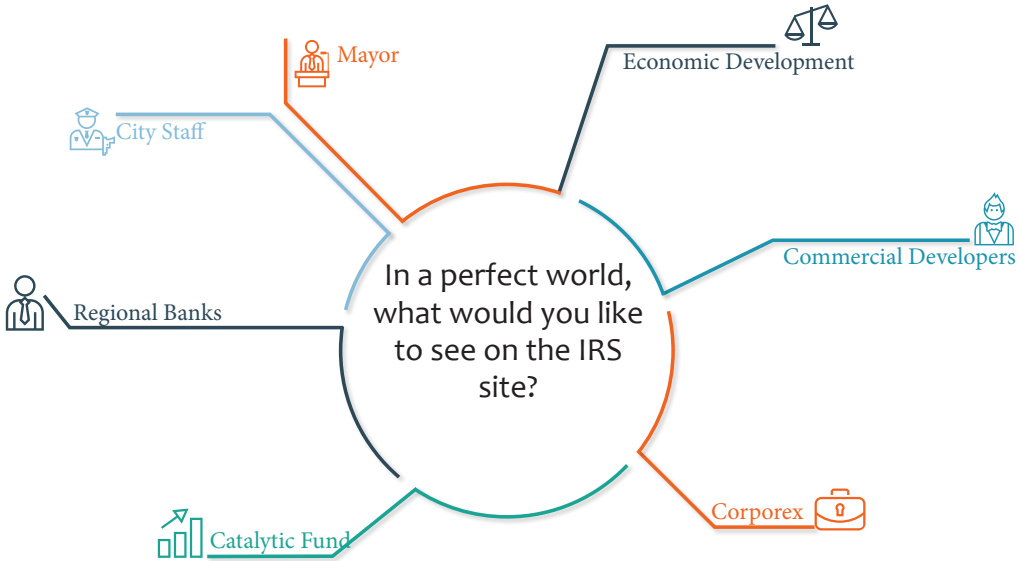 Mayor
Economic Development
City Staff
Commercial Developers
In a perfect world,
what would you like
to see on the IRS
site?
Regional Banks
Corporex
Catalytic Fund